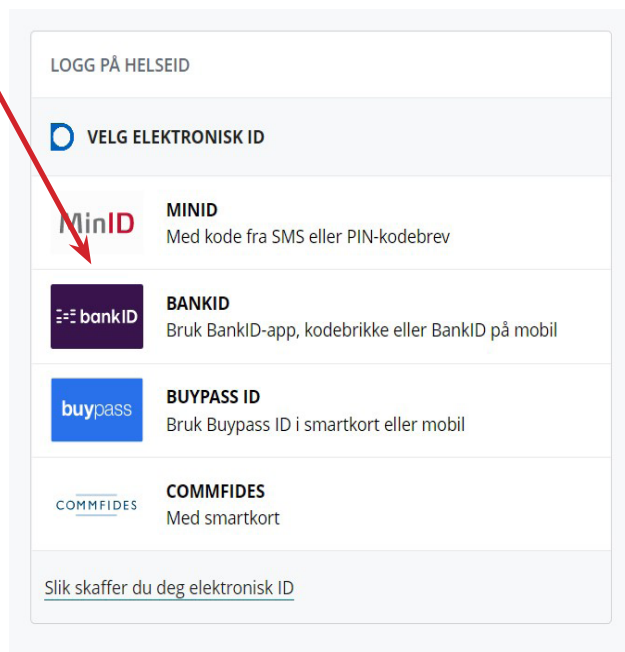 LOGG PÅ HELSEID
VELG ELEKTRONISK ID
MinID
MINID
Med kode fra SMS eller PIN-kodebrev
bankID
BANKID
Bruk BankID-app, kodebrikke eller BankID på mobil
buypass
BUYPASS ID
Bruk Buypass ID i smartkort eller mobil
COMMFIDES
COMMFIDES
Med smartkort
Slik skaffer du deg elektronisk ID